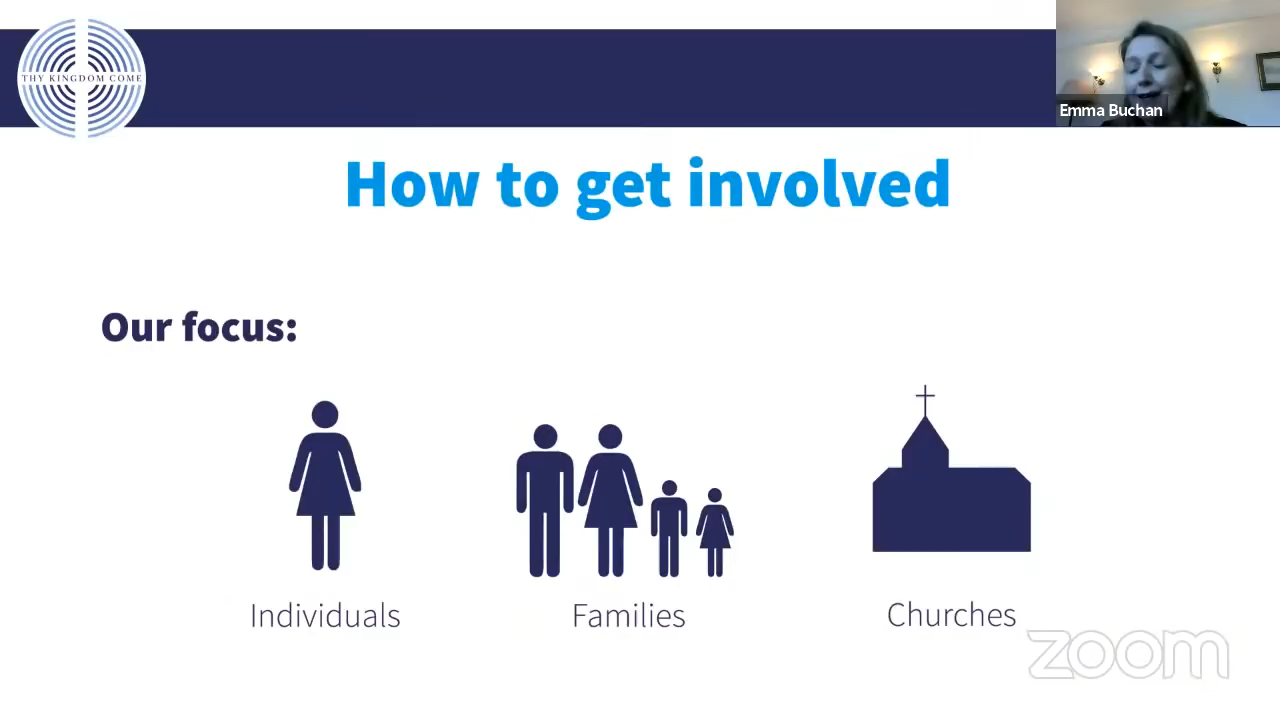 THY KINGDOM COME
Emma Buchan
How to get involved
Our focus:
Individuals
Families
Churches
zoom